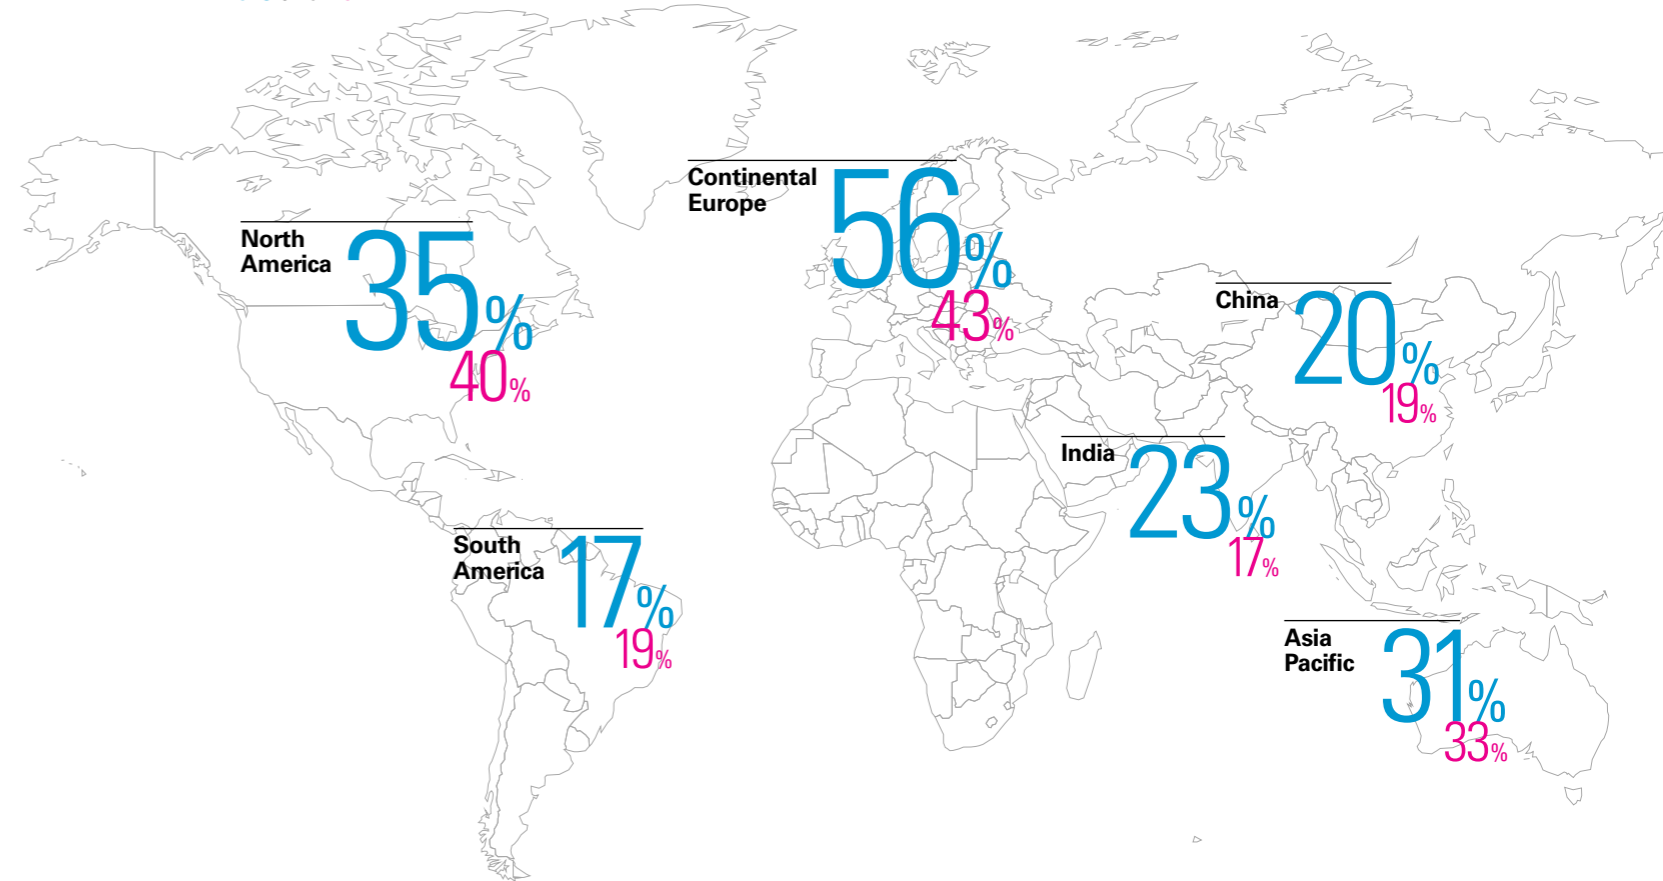 Continental
Europe
56%
43%
North
America
35%
40%
China
20%
19%
India
23%
17%
South
America
17%
19%
Asia
Pacific
31%
33%